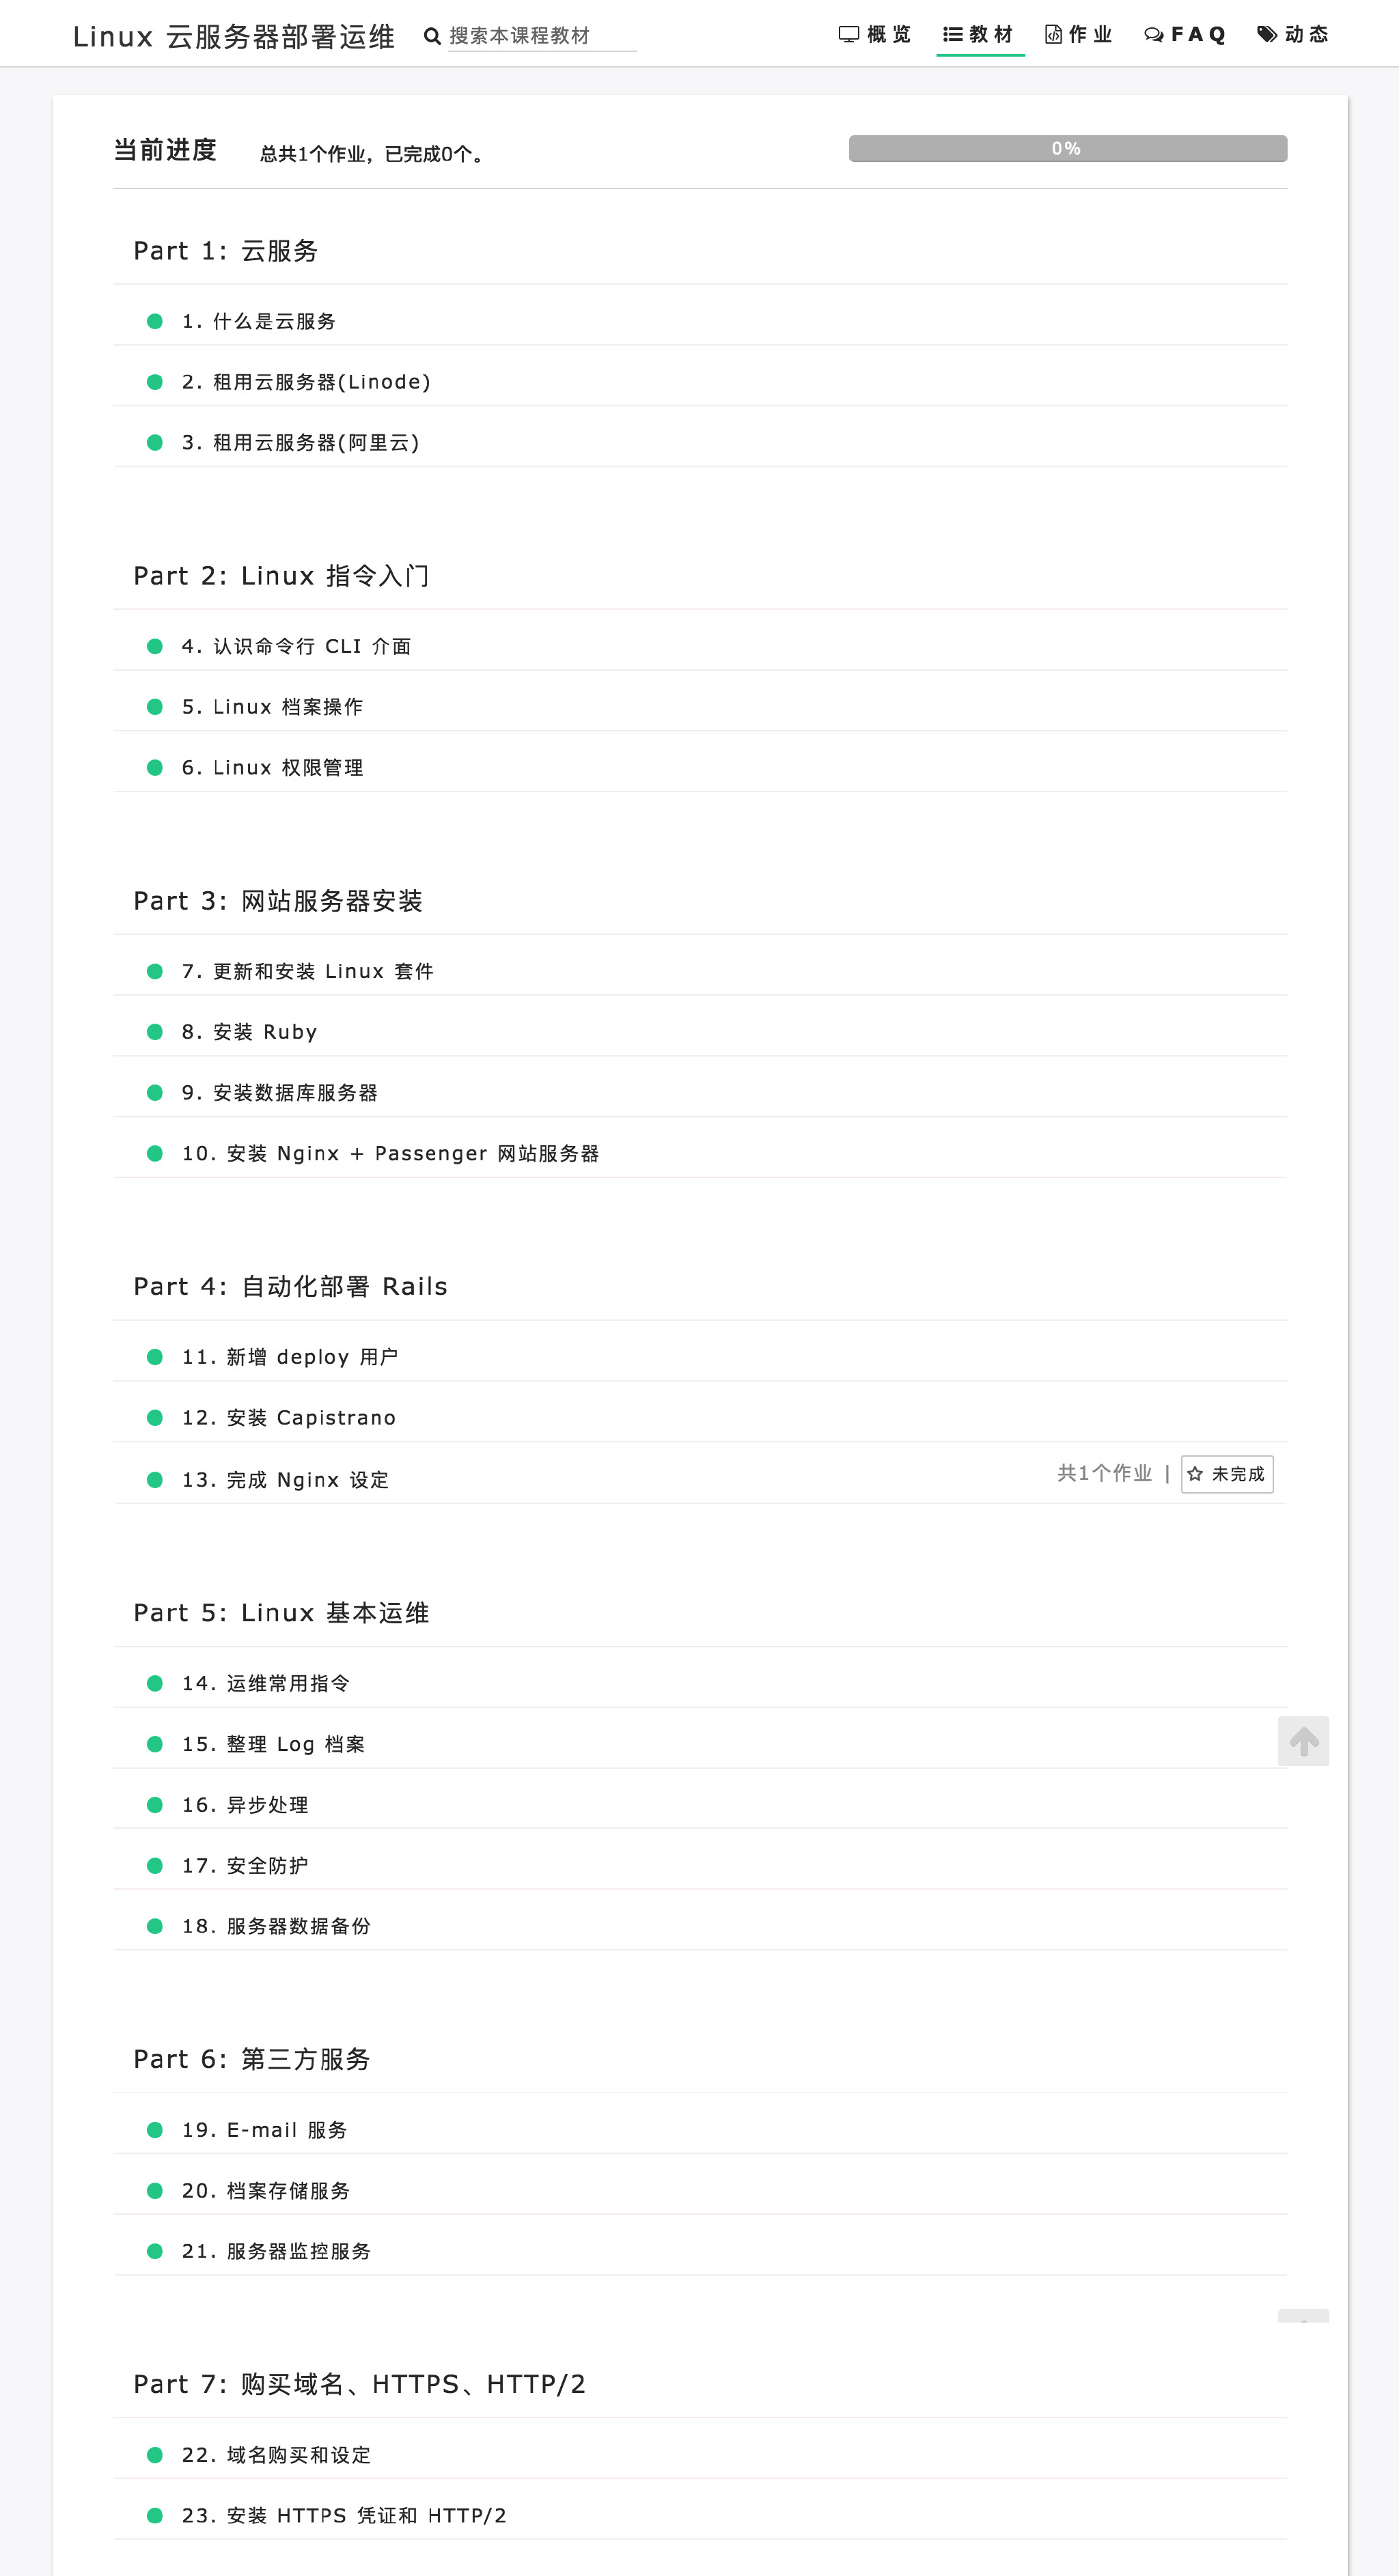 Linux 云服务器部署运维 搜索本课程教材 概览 教材 作业 FAQ 动态
当前进度 总共1个作业，已完成0个。 0%
Part 1: 云服务
1. 什么是云服务
2. 租用云服务器(Linode)
3. 租用云服务器(阿里云)
Part 2: Linux 指令入门
4. 认识命令行 CLI 介面
5. Linux 档案操作
6. Linux 权限管理
Part 3: 网站服务器安装
7. 更新和安装 Linux 套件
8. 安装 Ruby
9. 安装数据库服务器
10. 安装 Nginx + Passenger 网站服务器
Part 4: 自动化部署 Rails
11. 新增 deploy 用户
12. 安装 Capistrano
13. 完成 Nginx 设定 共1个作业 | 未完成
Part 5: Linux 基本运维
14. 运维常用指令
15. 整理 Log 档案
16. 异步处理
17. 安全防护
18. 服务器数据备份
Part 6: 第三方服务
19. E-mail 服务
20. 档案存储服务
21. 服务器监控服务
Part 7: 购买域名、HTTPS、HTTP/2
22. 域名购买和设定
23. 安装 HTTPS 凭证和 HTTP/2